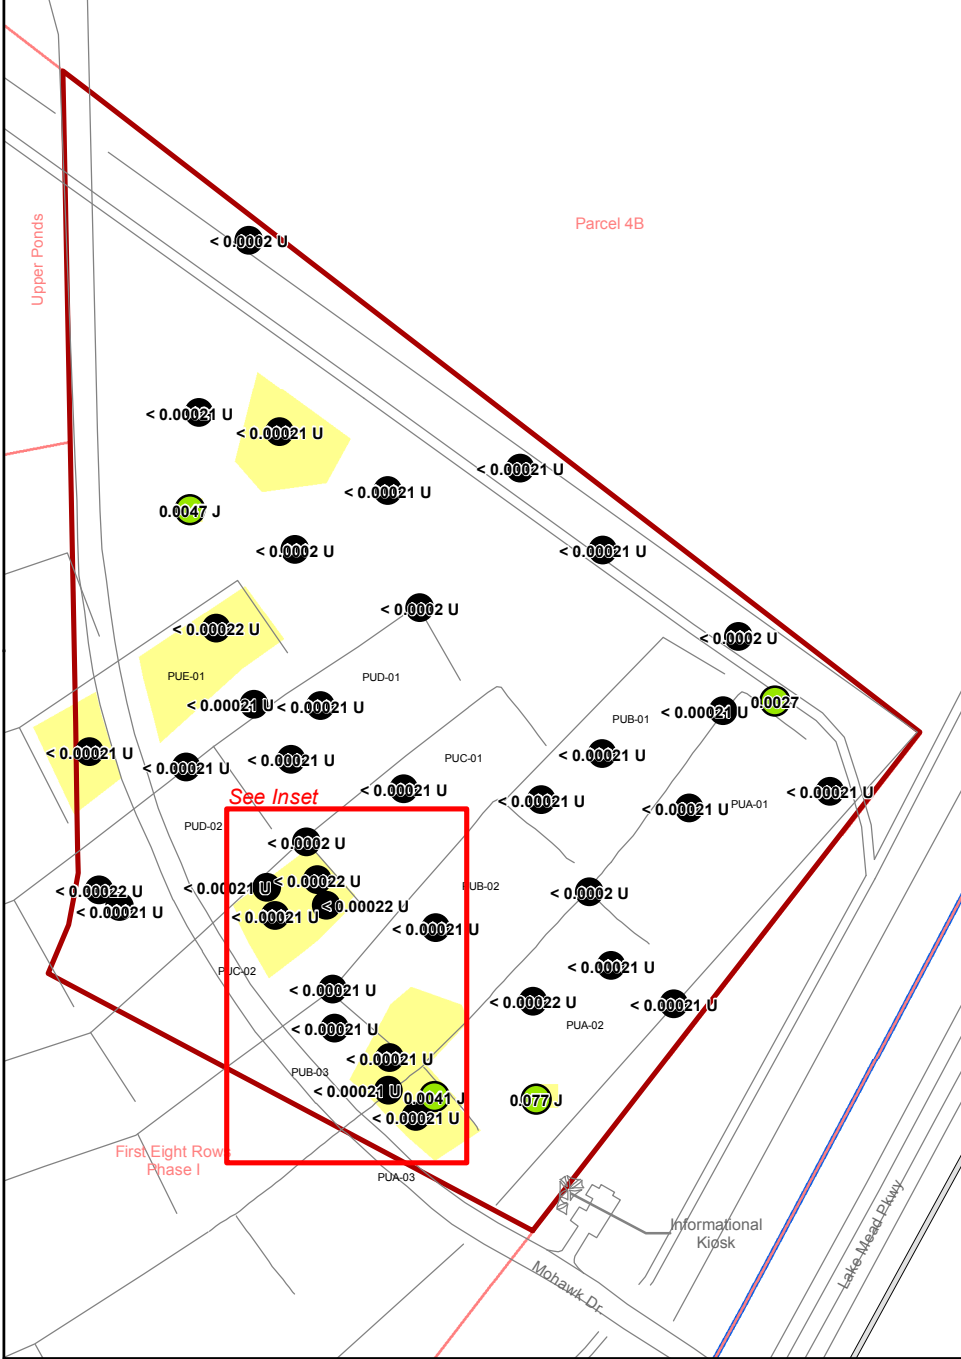 Parcel 4B
Upper Ponds
< 0.0002 U
< 0.00021 U
< 0.00021 U
< 0.00021 U
< 0.00021 U
0.0047 J
< 0.0002 U
< 0.00021 U
< 0.0002 U
< 0.00022 U
< 0.0002 U
PUE-01
PUD-01
< 0.00021 U
< 0.00021 U
PUB-01
< 0.00021 U
0.0027
< 0.00021 U
< 0.00021 U
< 0.00021 U
PUC-01
< 0.00021 U
< 0.00021 U
See Inset
< 0.00021 U
< 0.00021 U
PUA-01
< 0.00021 U
PUD-02
< 0.0002 U
< 0.00022 U
< 0.00021 U
< 0.00021 U
< 0.00022 U
PUB-02
< 0.0002 U
< 0.00022 U
< 0.00021 U
< 0.00021 U
PUC-02
< 0.00021 U
< 0.00021 U
< 0.00022 U
< 0.00021 U
PUA-02
< 0.00021 U
< 0.00021 U
PUB-03
< 0.00021 U
0.0041 J
< 0.00021 U
0.077 J
First Eight Rows
Phase I
PUA-03
Informational
Kiosk
Mohawk Dr
Lake Mead Pkwy